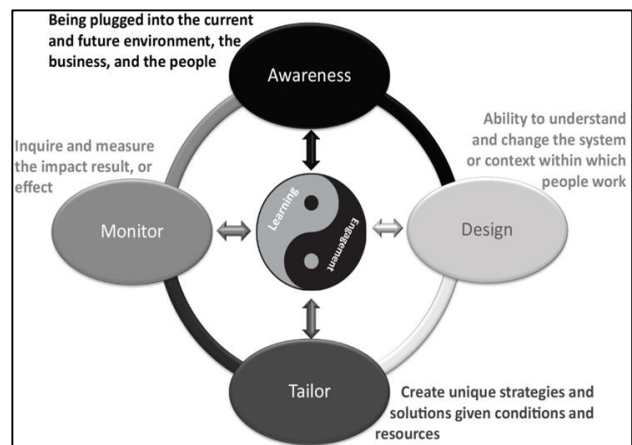 Being plugged into the current
and future environment, the
business, and the people
Awareness
Ability to understand
and change the system
or context within which
people work
Inquire and measure
the impact result, or
effect
Learning
Engagement
Monitor
Design
Tailor
Create unique strategies and
solutions given conditions and
resources